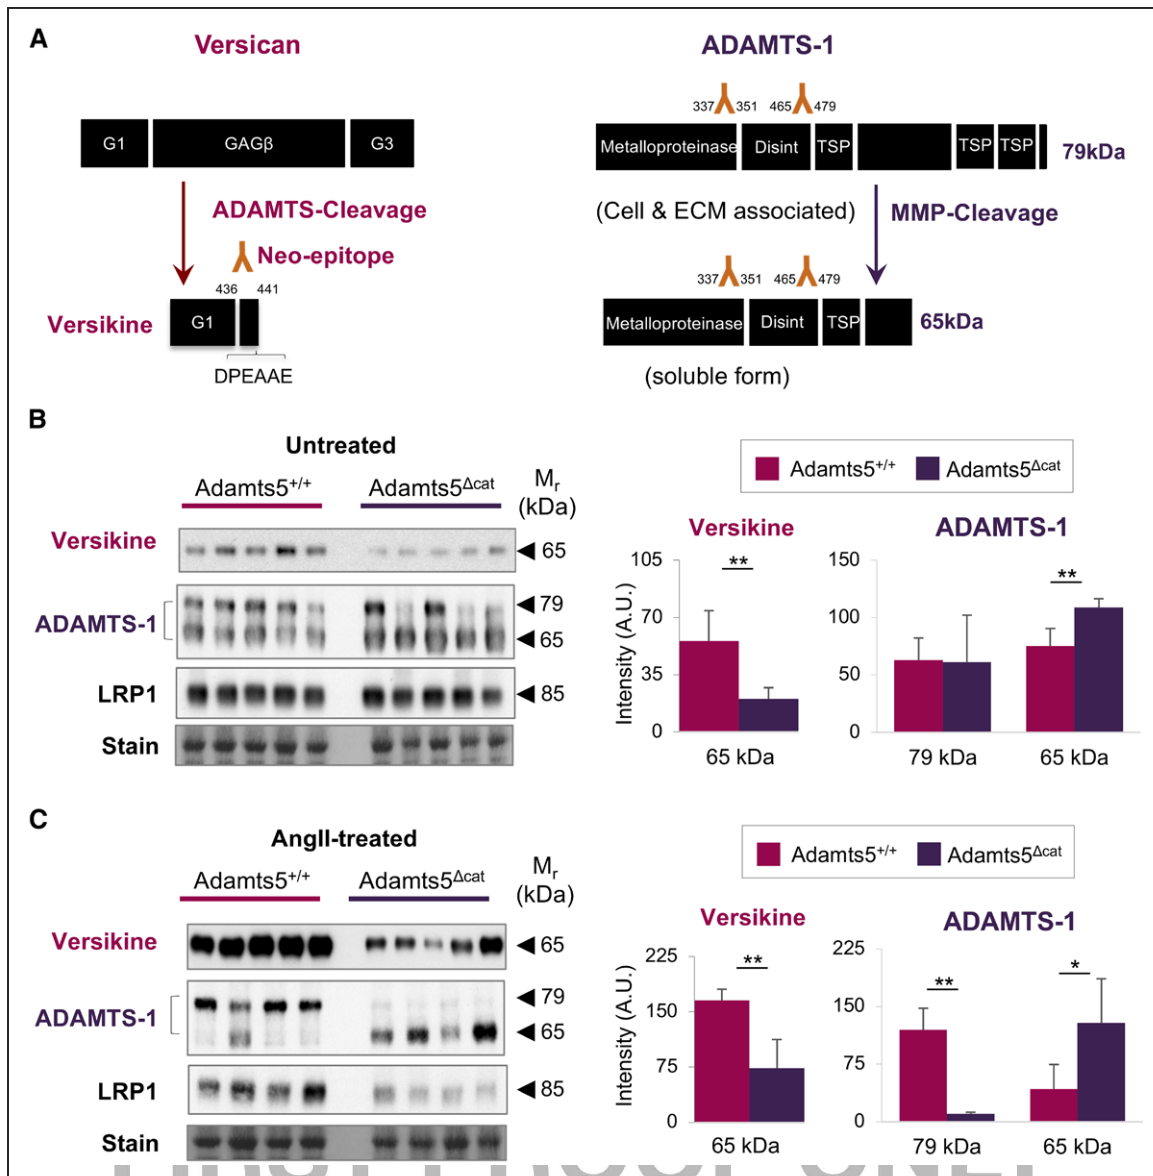 A
Versican
ADAMTS-1
337 351 465 479
G1 GAGβ G3
Metalloproteinase Disint TSP TSP TSP 79kDa
ADAMTS-Cleavage
(Cell & ECM associated) MMP-Cleavage
Neo-epitope
337 351 465 479
436 441
Versikine G1
Metalloproteinase Disint TSP 65kDa
DPEAAE
(soluble form)
B
Untreated
Adamts5+/+ Adamts5Δcat Mr
(kDa)
Versikine 65
ADAMTS-1 79
65
LRP1 85
Stain
Adamts5+/+ Adamts5Δcat
Versikine ADAMTS-1
Intensity (A.U.)
105
70
35
0
**
65 kDa
150
100
50
0
**
79 kDa 65 kDa
C
AngII-treated
Adamts5+/+ Adamts5Δcat Mr
(kDa)
Versikine 65
ADAMTS-1 79
65
LRP1 85
Stain
Adamts5+/+ Adamts5Δcat
Versikine ADAMTS-1
Intensity (A.U.)
225
150
75
0
**
65 kDa
225
150
75
0
** *
79 kDa 65 kDa